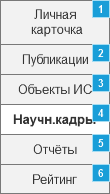 1
Личная
карточка
2
Публикации
3
Объекты ИС
4
Научн.кадры
5
Отчёты
6
Рейтинг